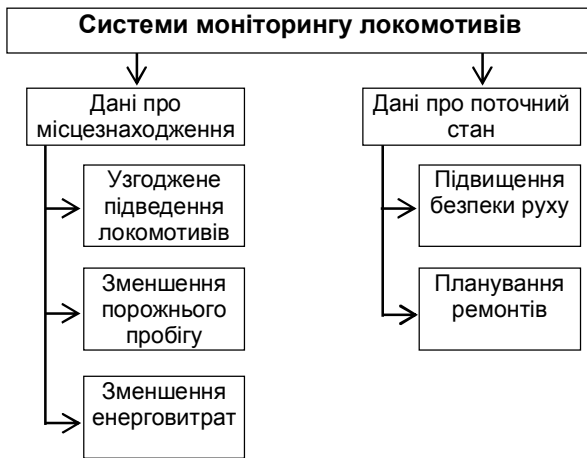 Системи моніторингу локомотивів
Дані про
місцезнаходження
Узгоджене
підведення
локомотивів
Зменшення
порожнього
пробігу
Зменшення
енерговитрат
Дані про поточний
стан
Підвищення
безпеки руху
Планування
ремонтів